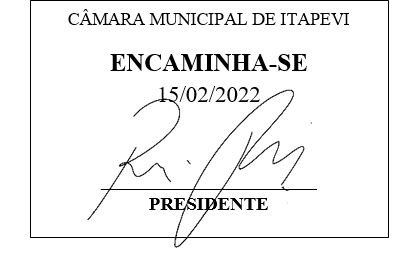 CÂMARA MUNICIPAL DE ITAPEVI
ENCAMINHA-SE
15/02/2022
PRESIDENTE